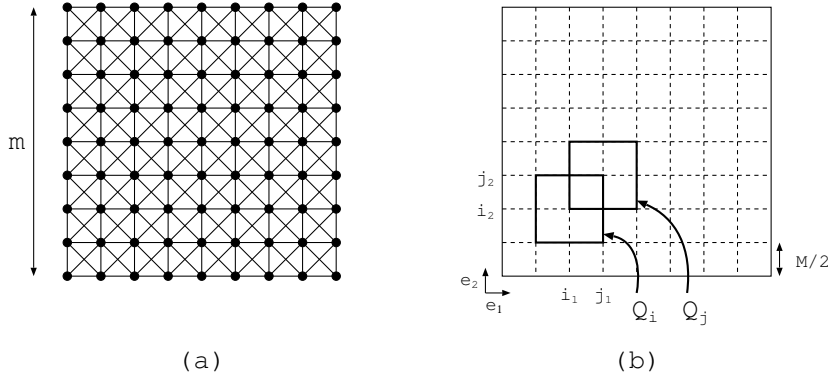 m
j₂
i₂
M/2
e₂
e₁
i₁
j₁
Qᵢ
Qⱼ
(a)
(b)